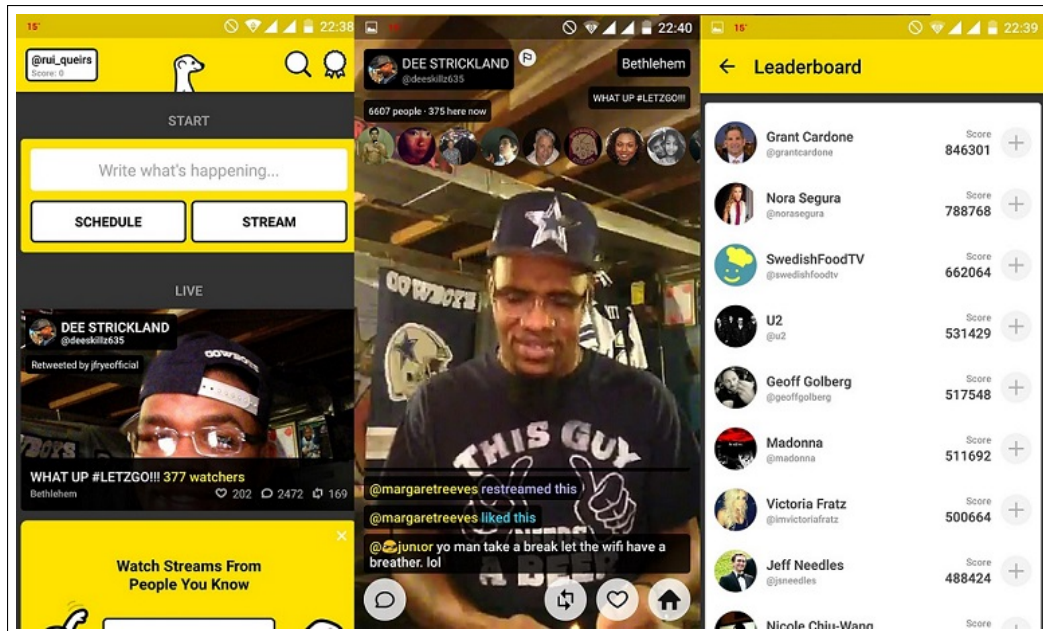 15°
22:38
@rui_queirs
Score: 0
START
Write what's happening...
SCHEDULE
STREAM
LIVE
DEE STRICKLAND
@deeskillz635
Retweeted by jfryeofficial
COWBOYS
WHAT UP #LETZGO!!! 377 watchers
Bethlehem
202
2472
169
Watch Streams From
People You Know
15°
22:40
DEE STRICKLAND
@deeskillz635
Bethlehem
WHAT UP #LETZGO!!!
6607 people · 375 here now
COWBOYS
THIS GUY
NEEDS
A BEER
@margaretreeves restreamed this
@margaretreeves liked this
@junior yo man take a break let the wifi have a
breather. lol
15°
22:39
Leaderboard
Grant Cardone
@grantcardone
Score
846301
Nora Segura
@norasegura
Score
788768
SwedishFoodTV
@swedishfoodtv
Score
662064
U2
@u2
Score
531429
Geoff Golberg
@geoffgolberg
Score
517548
Madonna
@madonna
Score
511692
Victoria Fratz
@imvictoriafratz
Score
500664
Jeff Needles
@jsneedles
Score
488424
Nicole Chiu-Wang
Score